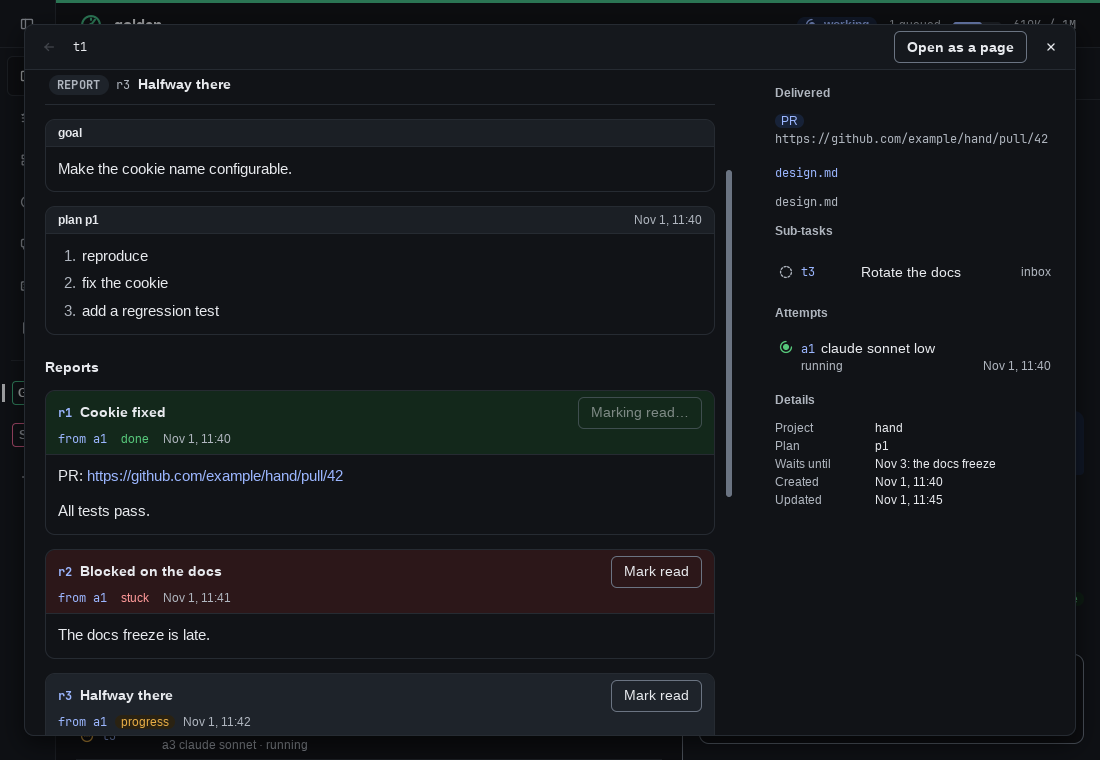 t1
Open as a page
REPORT r3 Halfway there
goal
Make the cookie name configurable.
plan p1
Nov 1, 11:40
1. reproduce
2. fix the cookie
3. add a regression test
Reports
r1 Cookie fixed
Marking read…
from a1 done Nov 1, 11:40
PR: https://github.com/example/hand/pull/42
All tests pass.
r2 Blocked on the docs
Mark read
from a1 stuck Nov 1, 11:41
The docs freeze is late.
r3 Halfway there
Mark read
from a1 progress Nov 1, 11:42
Delivered
PR
https://github.com/example/hand/pull/42
design.md
design.md
Sub-tasks
t3 Rotate the docs inbox
Attempts
a1 claude sonnet low
running Nov 1, 11:40
Details
Project hand
Plan p1
Waits until Nov 3: the docs freeze
Created Nov 1, 11:40
Updated Nov 1, 11:45
a3 claude sonnet · running